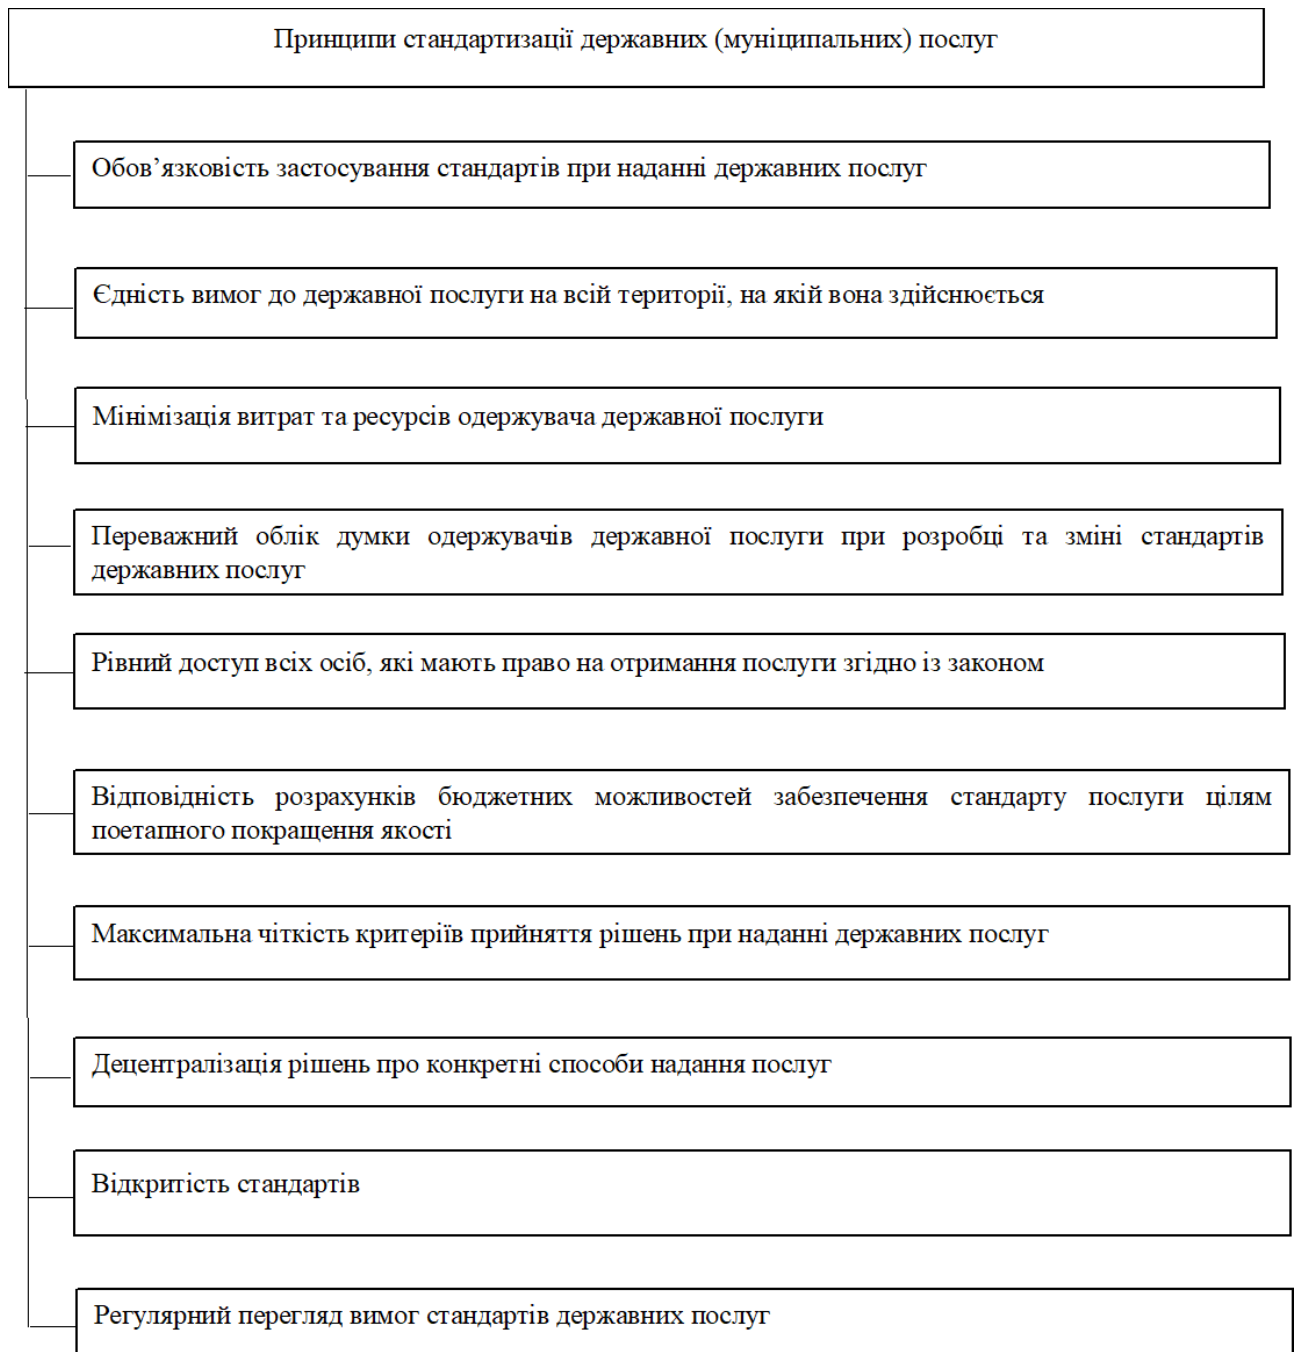 Принципи стандартизації державних (муніципальних) послуг
Обов’язковість застосування стандартів при наданні державних послуг
Єдність вимог до державної послуги на всій території, на якій вона здійснюється
Мінімізація витрат та ресурсів одержувача державної послуги
Переважний облік думки одержувачів державної послуги при розробці та зміні стандартів
державних послуг
Рівний доступ всіх осіб, які мають право на отримання послуги згідно із законом
Відповідність розрахунків бюджетних можливостей забезпечення стандарту послуги цілям
поетапного покращення якості
Максимальна чіткість критеріїв прийняття рішень при наданні державних послуг
Децентралізація рішень про конкретні способи надання послуг
Відкритість стандартів
Регулярний перегляд вимог стандартів державних послуг